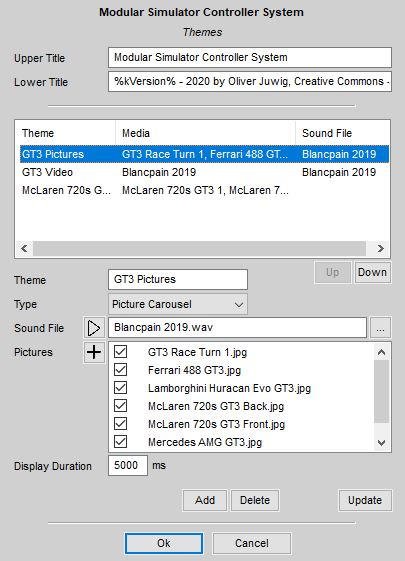 Modular Simulator Controller System
Themes
Upper Title Modular Simulator Controller System
Lower Title %kVersion% - 2020 by Oliver Juwig, Creative Commons -
Theme Media Sound File
GT3 Pictures GT3 Race Turn 1, Ferrari 488 GT... Blancpain 2019
GT3 Video Blancpain 2019 Blancpain 2019
McLaren 720s G... McLaren 720s GT3 1, McLaren 7...
Up Down
Theme GT3 Pictures
Type Picture Carousel
Sound File Blancpain 2019.wav ...
Pictures GT3 Race Turn 1.jpg
Ferrari 488 GT3.jpg
Lamborghini Huracan Evo GT3.jpg
McLaren 720s GT3 Back.jpg
McLaren 720s GT3 Front.jpg
Mercedes AMG GT3.jpg
Display Duration 5000 ms
Add Delete Update
Ok Cancel